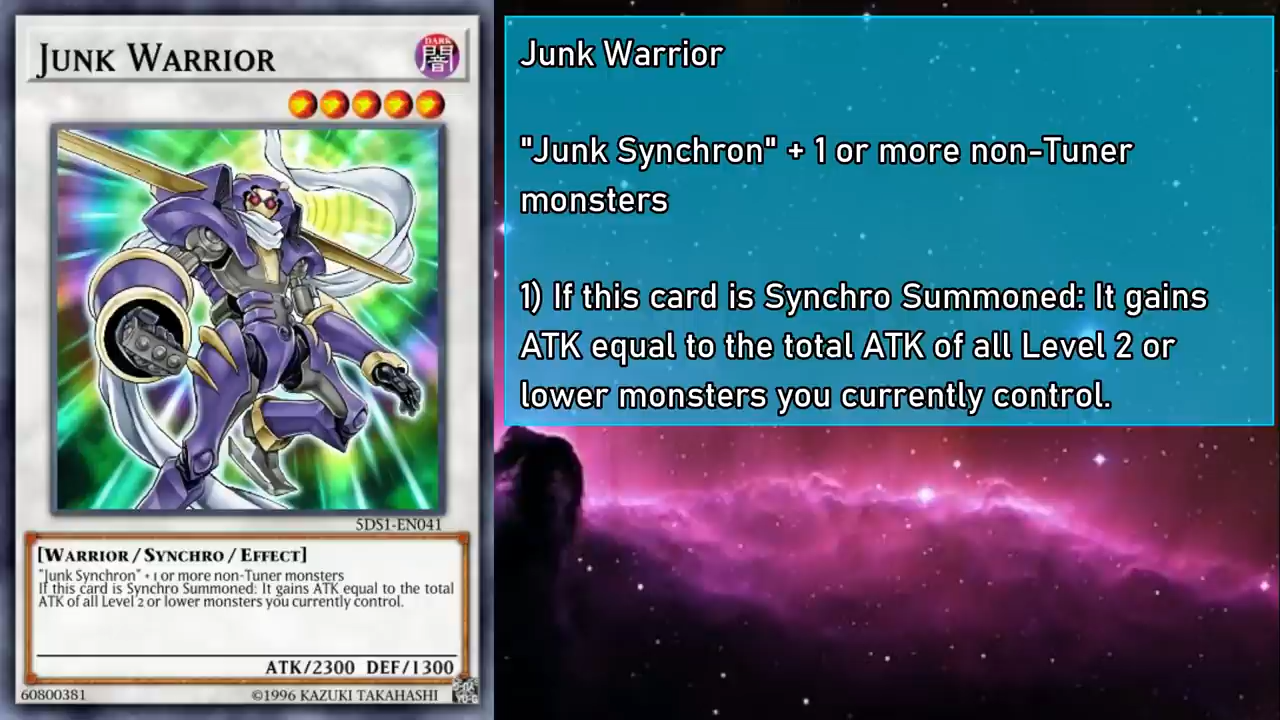 JUNK WARRIOR
DARK
闇
5DS1-EN041
[WARRIOR / SYNCHRO / EFFECT]
"Junk Synchron" + 1 or more non-Tuner monsters
If this card is Synchro Summoned: It gains ATK equal to the total
ATK of all Level 2 or lower monsters you currently control.
ATK/2300 DEF/1300
60800381
©1996 KAZUKI TAKAHASHI
Junk Warrior
"Junk Synchron" + 1 or more non-Tuner
monsters
1) If this card is Synchro Summoned: It gains
ATK equal to the total ATK of all Level 2 or
lower monsters you currently control.